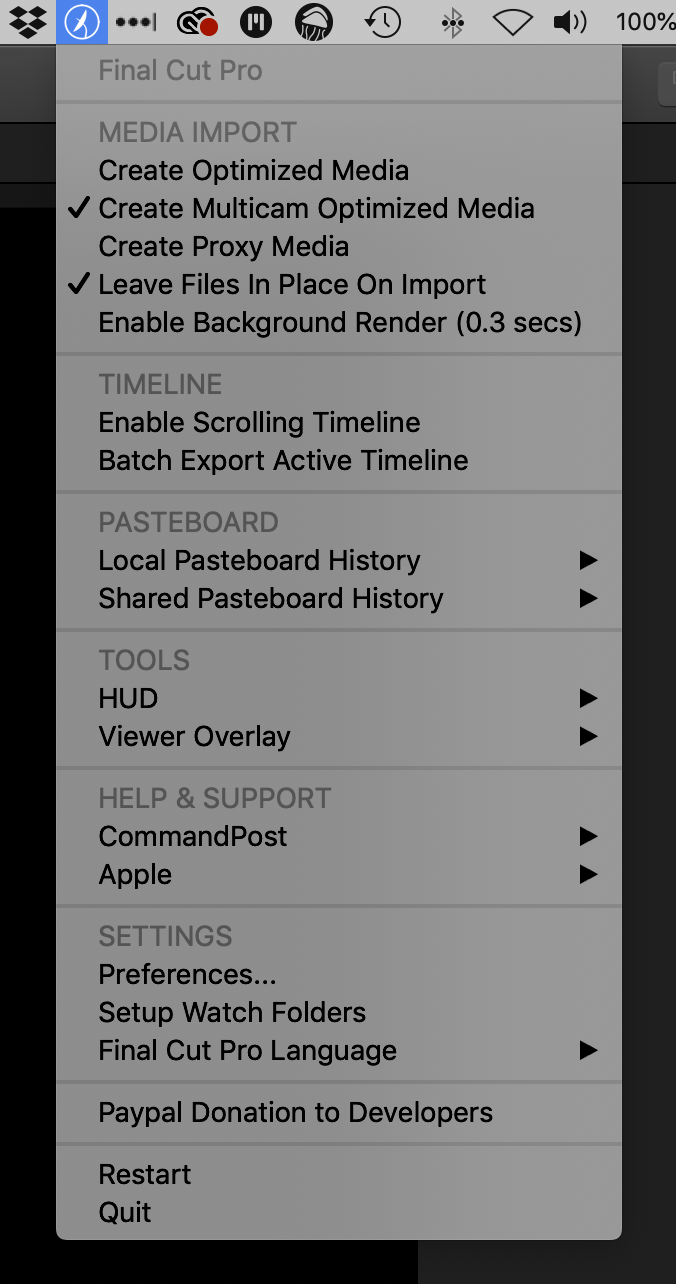 100%
Final Cut Pro
MEDIA IMPORT
Create Optimized Media
✓ Create Multicam Optimized Media
Create Proxy Media
✓ Leave Files In Place On Import
Enable Background Render (0.3 secs)
TIMELINE
Enable Scrolling Timeline
Batch Export Active Timeline
PASTEBOARD
Local Pasteboard History
Shared Pasteboard History
TOOLS
HUD
Viewer Overlay
HELP & SUPPORT
CommandPost
Apple
SETTINGS
Preferences...
Setup Watch Folders
Final Cut Pro Language
Paypal Donation to Developers
Restart
Quit